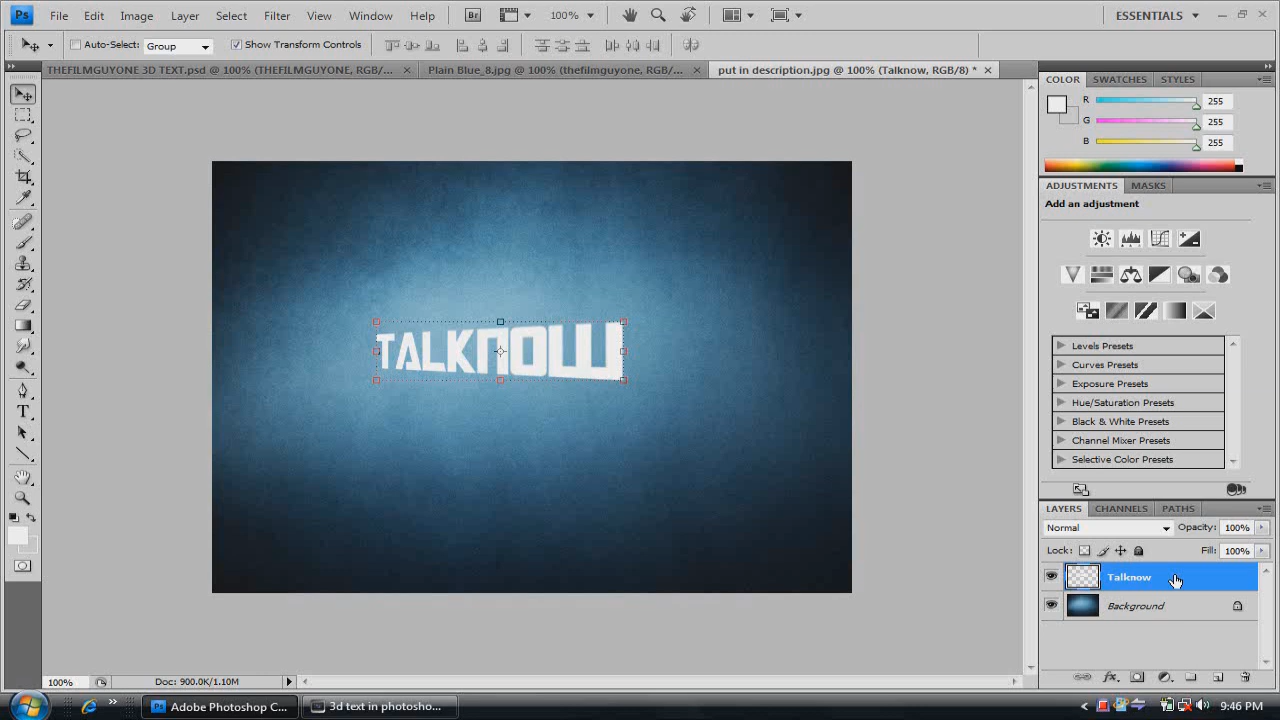 Ps File Edit Image Layer Select Filter View Window Help Br 100% ESSENTIALS
Auto-Select: Group Show Transform Controls
THEFILMGUYONE 3D TEXT.psd @ 100% (THEFILMGUYONE, RGB/... × Plain Blue_8.jpg @ 100% (thefilmguyone, RGB/... × put in description.jpg @ 100% (Talknow, RGB/8) * ×
COLOR SWATCHES STYLES
R 255
G 255
B 255
ADJUSTMENTS MASKS
Add an adjustment
TALKNOW
Levels Presets
Curves Presets
Exposure Presets
Hue/Saturation Presets
Black & White Presets
Channel Mixer Presets
Selective Color Presets
LAYERS CHANNELS PATHS
Normal Opacity: 100%
Lock: Fill: 100%
Talknow
Background
100% Doc: 900.0K/1.10M
Adobe Photoshop C... 3d text in photosho... 9:46 PM